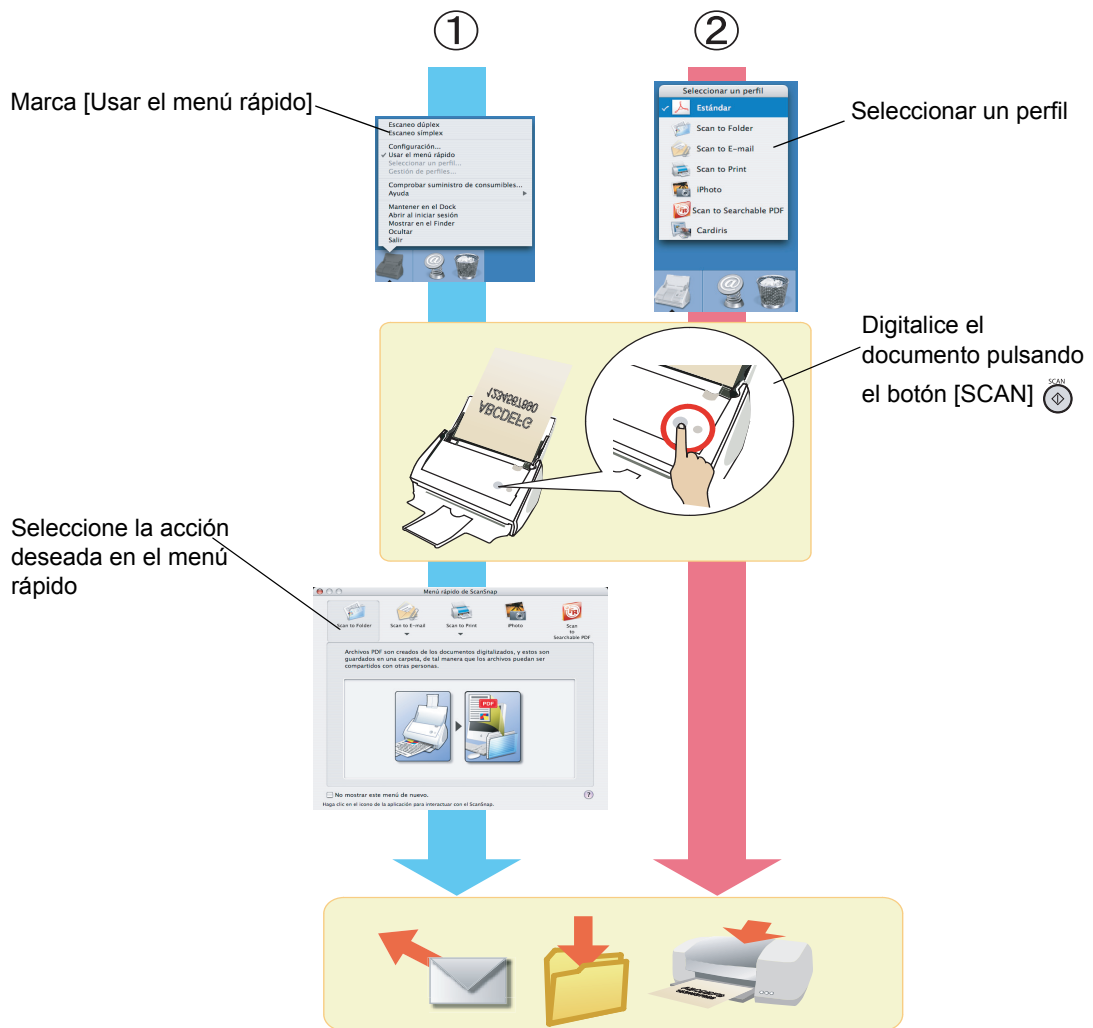 ①
②
Marca [Usar el menú rápido]
Escaneo dúplex
Escaneo símplex
Configuración...
✓ Usar el menú rápido
Seleccionar un perfil...
Gestión de perfiles...
Comprobar suministro de consumibles...
Ayuda
Mantener en el Dock
Abrir al iniciar sesión
Mostrar en el Finder
Ocultar
Salir
Seleccionar un perfil
✓ Estándar
Scan to Folder
Scan to E-mail
Scan to Print
iPhoto
Scan to Searchable PDF
Cardiris
Seleccionar un perfil
1234567890
ABCDEFG
Digitalice el
documento pulsando
el botón [SCAN]
SCAN
Seleccione la acción
deseada en el menú
rápido
Menú rápido de ScanSnap
Scan to Folder
Scan to E-mail
Scan to Print
iPhoto
Scan
to
Searchable PDF
Archivos PDF son creados de los documentos digitalizados, y estos son
guardados en una carpeta, de tal manera que los archivos puedan ser
compartidos con otras personas.
PDF
No mostrar este menú de nuevo.
?
Haga clic en el icono de la aplicación para interactuar con el ScanSnap.
ABCDEFG
1234567890